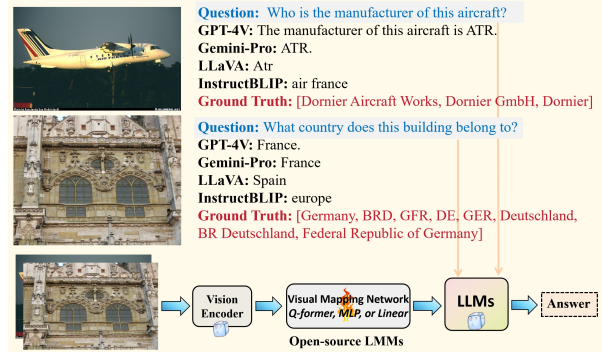 Question: Who is the manufacturer of this aircraft?
GPT-4V: The manufacturer of this aircraft is ATR.
Gemini-Pro: ATR.
LLaVA: Atr
InstructBLIP: air france
Ground Truth: [Dornier Aircraft Works, Dornier GmbH, Dornier]
Question: What country does this building belong to?
GPT-4V: France.
Gemini-Pro: France
LLaVA: Spain
InstructBLIP: europe
Ground Truth: [Germany, BRD, GFR, DE, GER, Deutschland,
BR Deutschland, Federal Republic of Germany]
Vision
Encoder
Visual Mapping Network
Q-former, MLP, or Linear
LLMs
Answer
Open-source LMMs